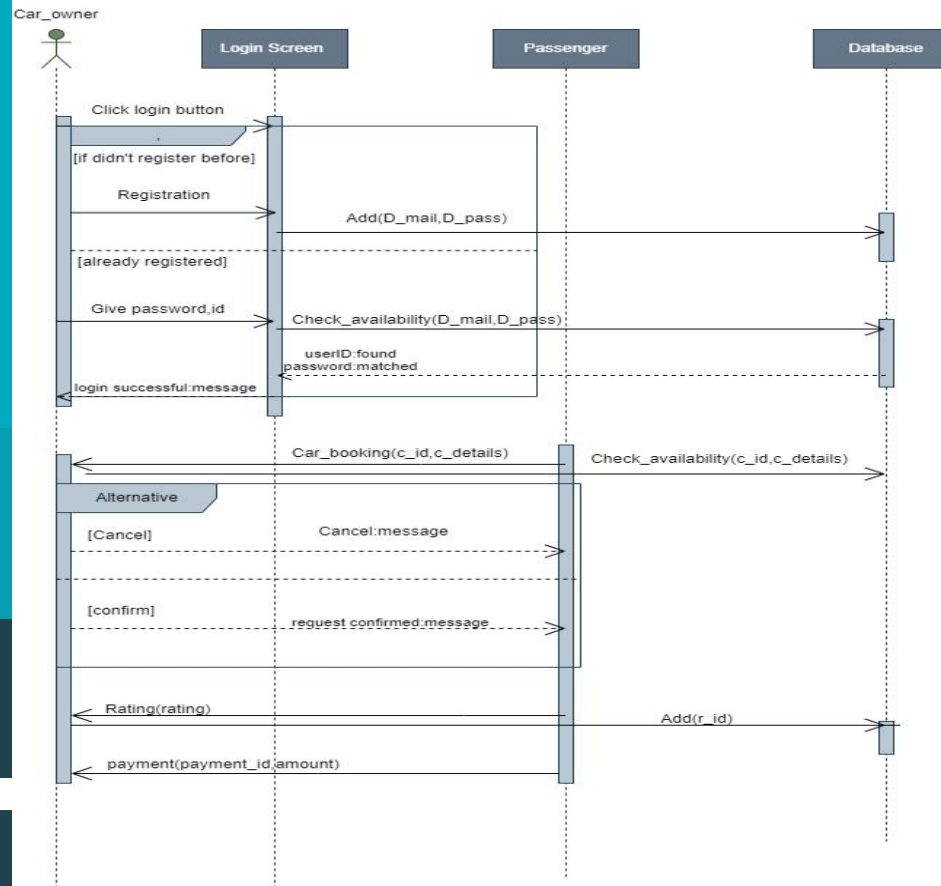 Car_owner
Login Screen
Passenger
Database
Click login button
,
[if didn't register before]
Registration
Add(D_mail,D_pass)
[already registered]
Give password,id
Check_availability(D_mail,D_pass)
userID:found
password:matched
login successful:message
Car_booking(c_id,c_details)
Check_availability(c_id,c_details)
Alternative
[Cancel]
Cancel:message
[confirm]
request confirmed:message
Rating(rating)
Add(r_id)
payment(payment_id,amount)